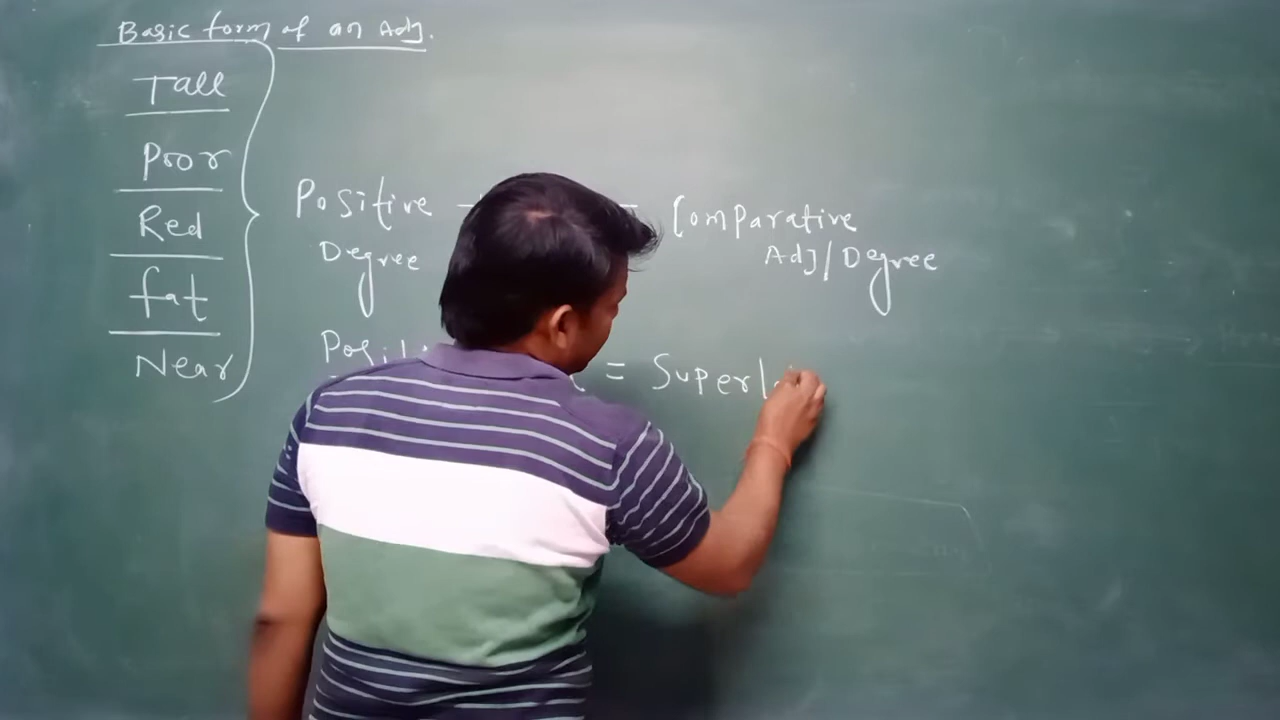 Basic form of an Adj.
Tall
Poor
Red
fat
Near
Positive = Comparative
Degree Adj/Degree
= Superl